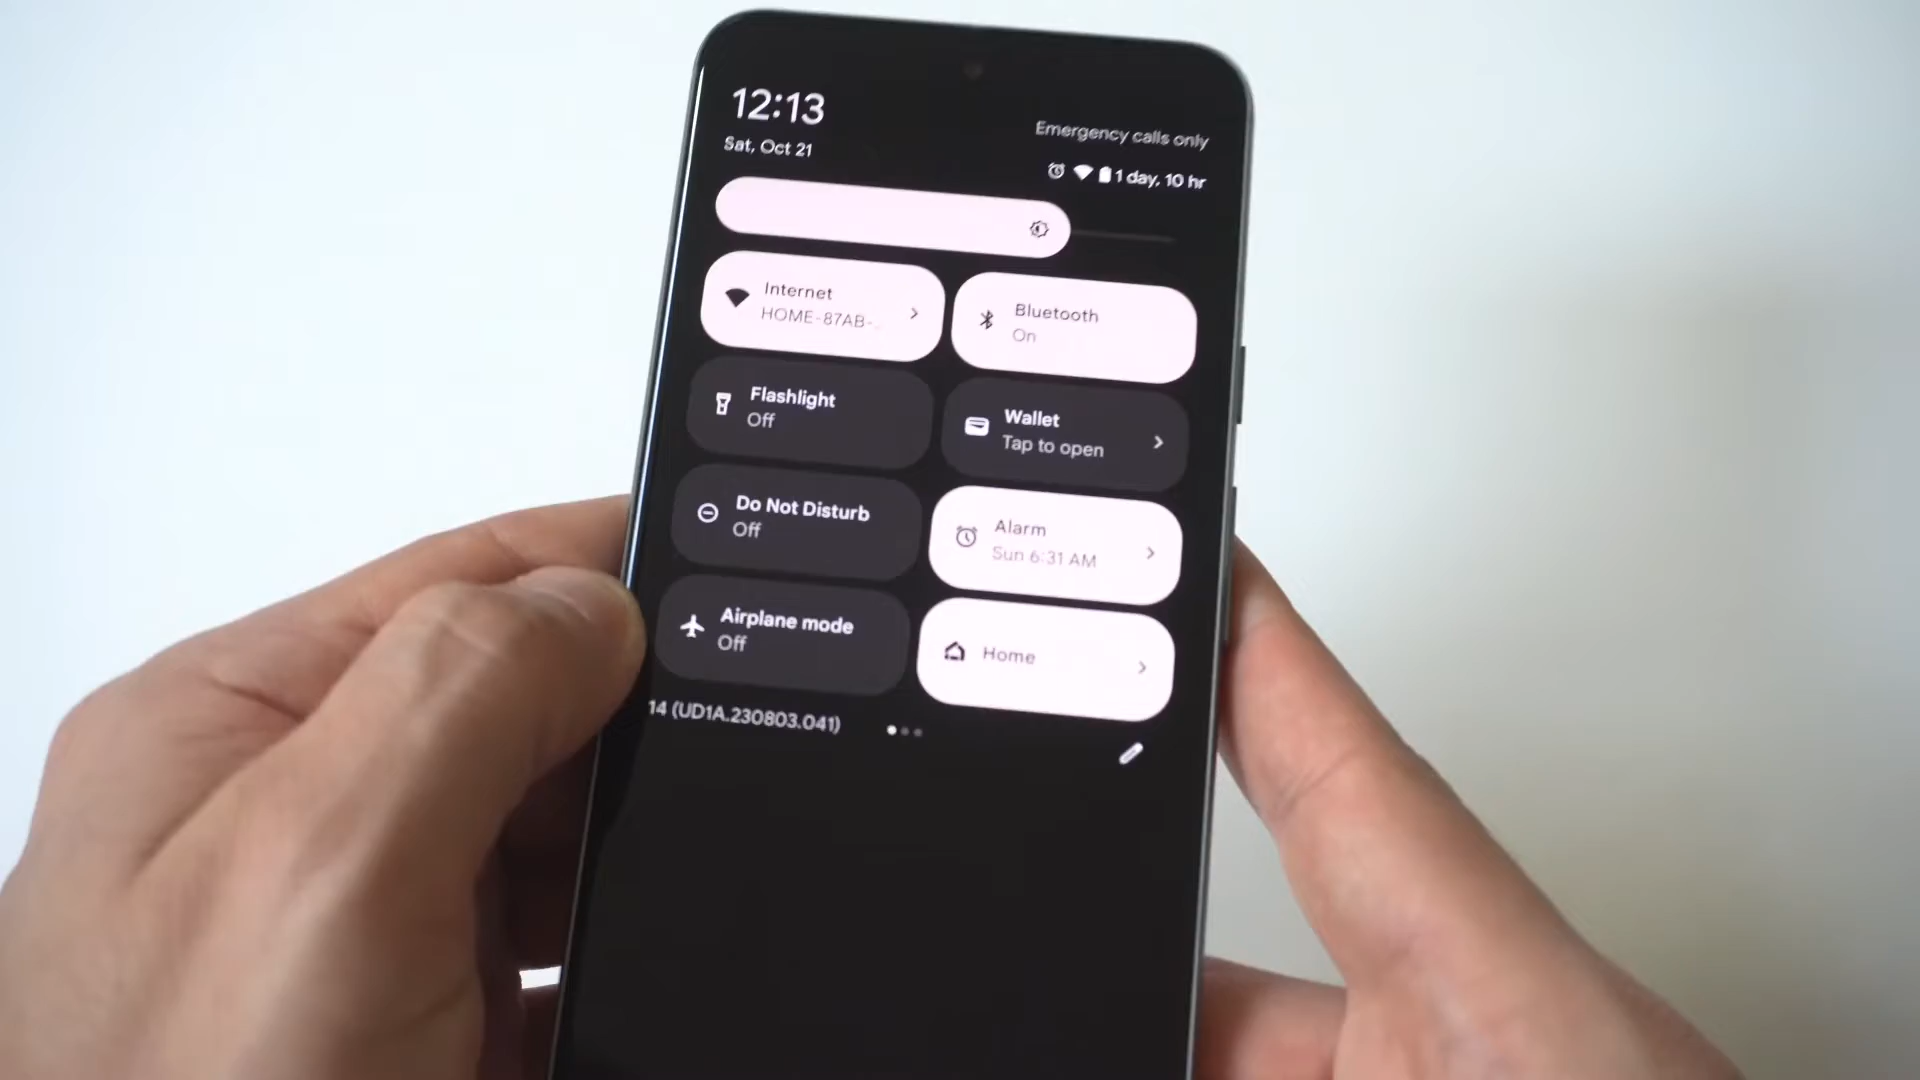 12:13
Emergency calls only
Sat, Oct 21
1 day, 10 hr
Internet
HOME-87AB-..
Bluetooth
On
Flashlight
Off
Wallet
Tap to open
Do Not Disturb
Off
Alarm
Sun 6:31 AM
Airplane mode
Off
Home
14 (UD1A.230803.041)